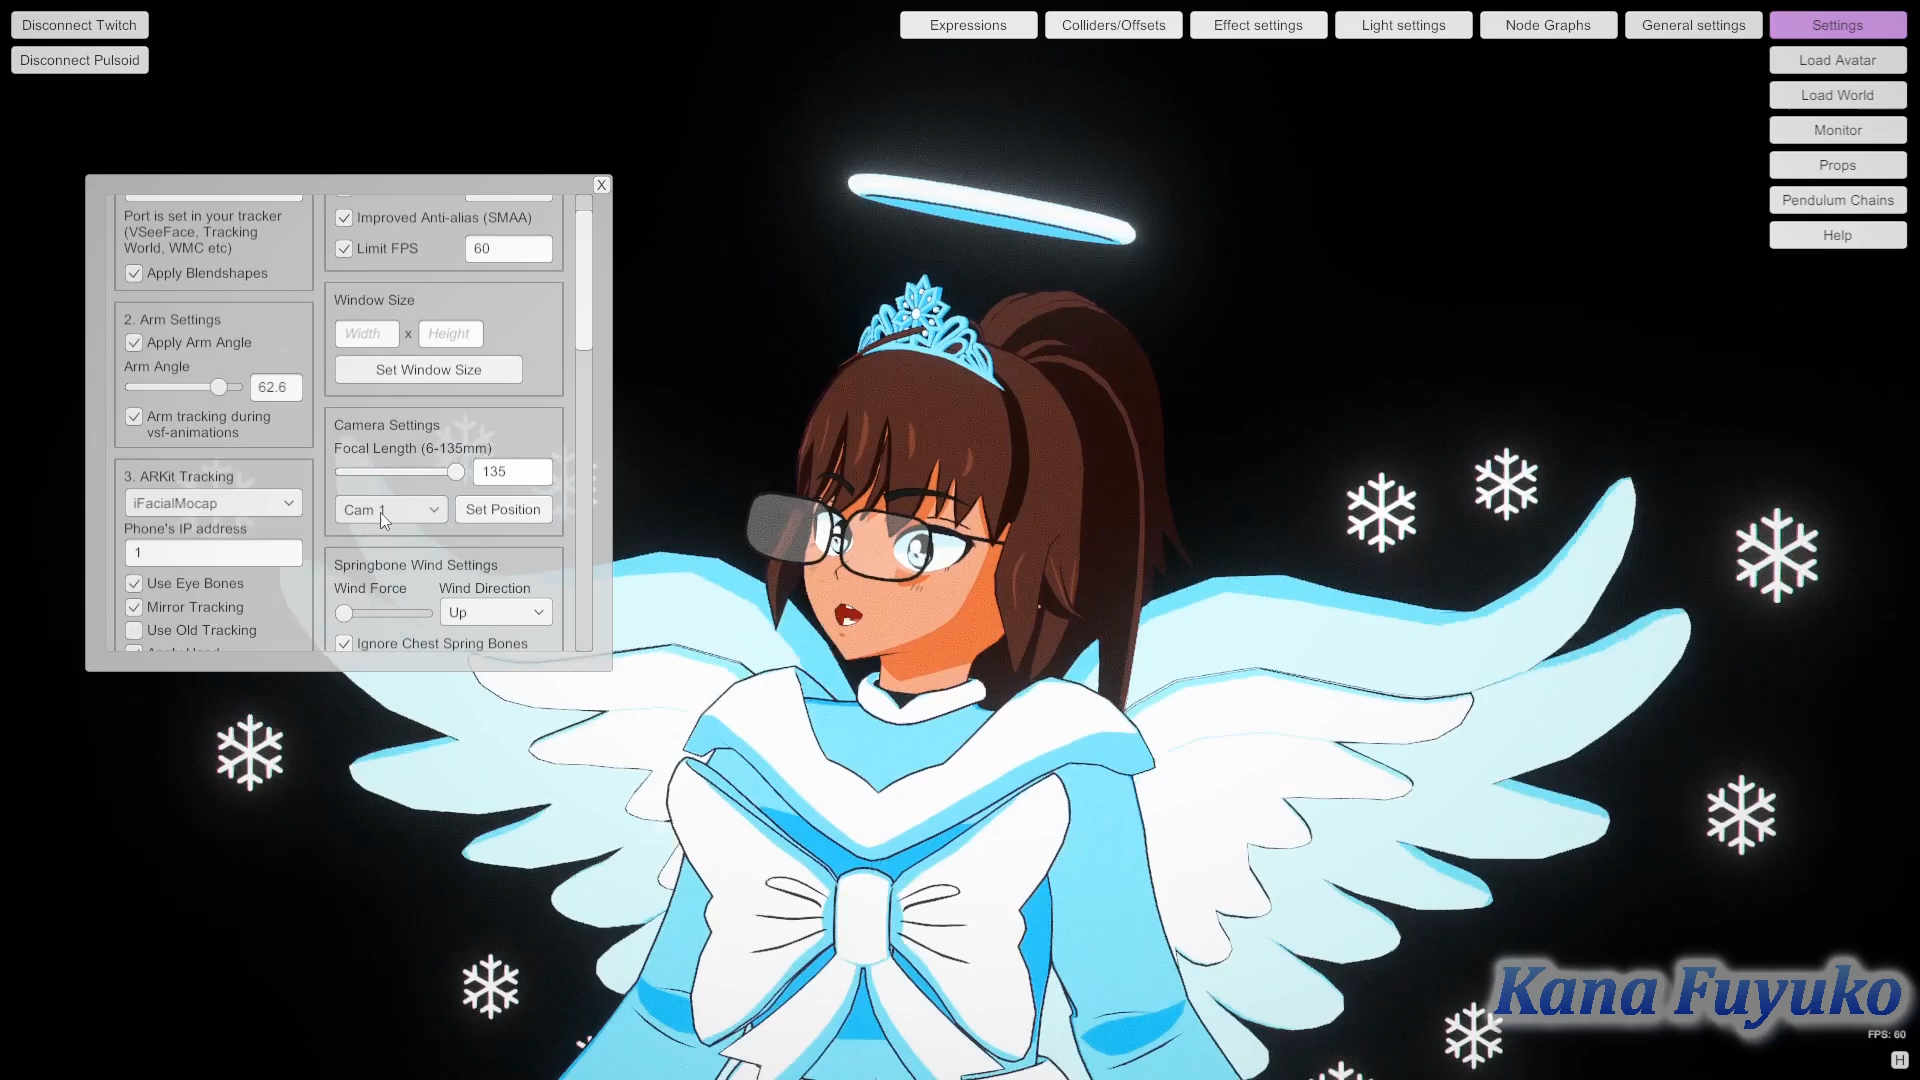 Disconnect Twitch
Disconnect Pulsoid
Expressions
Colliders/Offsets
Effect settings
Light settings
Node Graphs
General settings
Settings
Load Avatar
Load World
Monitor
Props
Pendulum Chains
Help
X
Port is set in your tracker
(VSeeFace, Tracking
World, WMC etc)
Apply Blendshapes
2. Arm Settings
Apply Arm Angle
Arm Angle
62.6
Arm tracking during
vsf-animations
3. ARKit Tracking
iFacialMocap
Phone's IP address
1
Use Eye Bones
Mirror Tracking
Use Old Tracking
Improved Anti-alias (SMAA)
Limit FPS
60
Window Size
Width x Height
Set Window Size
Camera Settings
Focal Length (6-135mm)
135
Cam 1
Set Position
Springbone Wind Settings
Wind Force
Wind Direction
Up
Ignore Chest Spring Bones
Kana Fuyuko
FPS: 60
H